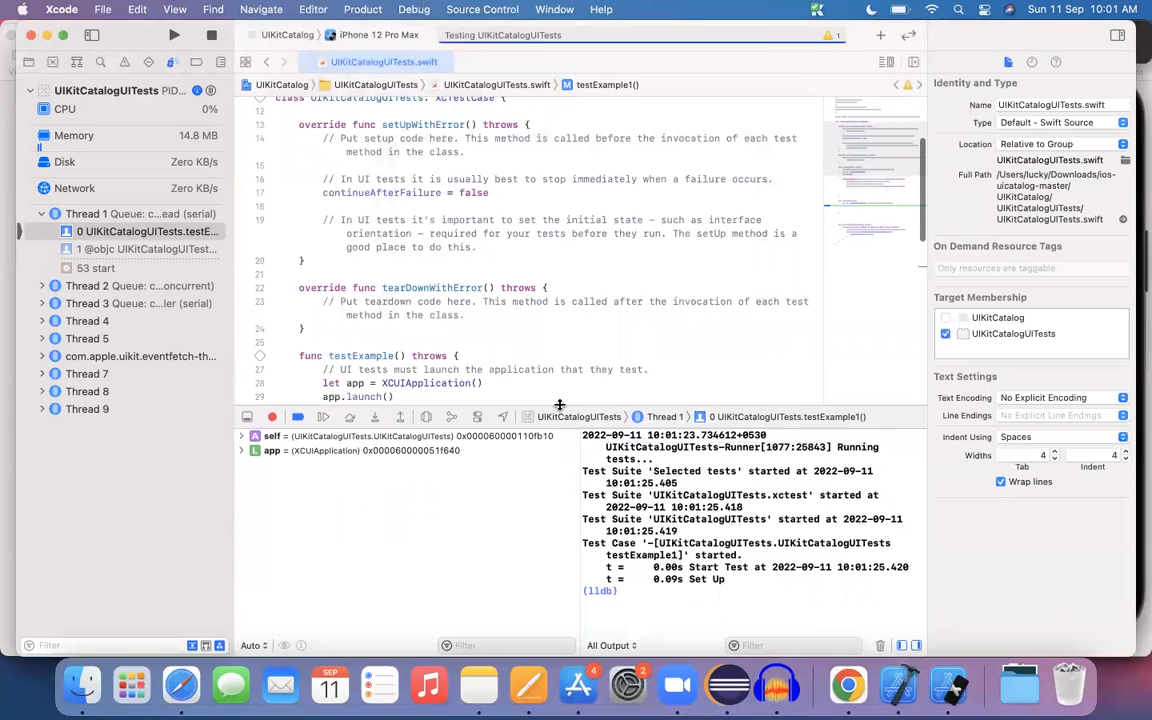 Xcode File Edit View Find Navigate Editor Product Debug Source Control Window Help
Sun 11 Sep 10:01 AM
UIKitCatalog iPhone 12 Pro Max
Testing UIKitCatalogUITests
1
UIKitCatalogUITests.swift
UIKitCatalog UIKitCatalogUITests UIKitCatalogUITests.swift M testExample1()
UIKitCatalogUITests PID...
CPU 0%
Memory 14.8 MB
Disk Zero KB/s
Network Zero KB/s
Thread 1 Queue: c...ead (serial)
0 UIKitCatalogUITests.testE...
1 @objc UIKitCatalogUITest...
53 start
Thread 2 Queue: c...oncurrent)
Thread 3 Queue: c...ler (serial)
Thread 4
Thread 5
com.apple.uikit.eventfetch-th...
Thread 7
Thread 8
Thread 9
Filter
class UIKitCatalogUITests: XCTestCase {
12
13 override func setUpWithError() throws {
14 // Put setup code here. This method is called before the invocation of each test
method in the class.
15
16 // In UI tests it is usually best to stop immediately when a failure occurs.
17 continueAfterFailure = false
18
19 // In UI tests it's important to set the initial state - such as interface
orientation - required for your tests before they run. The setUp method is a
good place to do this.
20 }
21
22 override func tearDownWithError() throws {
23 // Put teardown code here. This method is called after the invocation of each test
method in the class.
24 }
25
func testExample() throws {
27 // UI tests must launch the application that they test.
28 let app = XCUIApplication()
29 app.launch()
UIKitCatalogUITests Thread 1 0 UIKitCatalogUITests.testExample1()
A self = (UIKitCatalogUITests.UIKitCatalogUITests) 0x000060000110fb10
L app = (XCUIApplication) 0x000060000051f640
Auto
Filter
2022-09-11 10:01:23.734612+0530
UIKitCatalogUITests-Runner[1077:25843] Running
tests...
Test Suite 'Selected tests' started at 2022-09-11
10:01:25.405
Test Suite 'UIKitCatalogUITests.xctest' started at
2022-09-11 10:01:25.418
Test Suite 'UIKitCatalogUITests' started at 2022-09-11
10:01:25.419
Test Case '-[UIKitCatalogUITests.UIKitCatalogUITests
testExample1]' started.
t = 0.00s Start Test at 2022-09-11 10:01:25.420
t = 0.09s Set Up
(lldb)
All Output
Filter
Identity and Type
Name UIKitCatalogUITests.swift
Type Default - Swift Source
Location Relative to Group
UIKitCatalogUITests.swift
Full Path /Users/lucky/Downloads/ios-
uicatalog-master/
UIKitCatalog/
UIKitCatalogUITests/
UIKitCatalogUITests.swift
On Demand Resource Tags
Only resources are taggable
Target Membership
UIKitCatalog
UIKitCatalogUITests
Text Settings
Text Encoding No Explicit Encoding
Line Endings No Explicit Line Endings
Indent Using Spaces
Widths 4 4
Tab Indent
Wrap lines
SEP
11
4
2